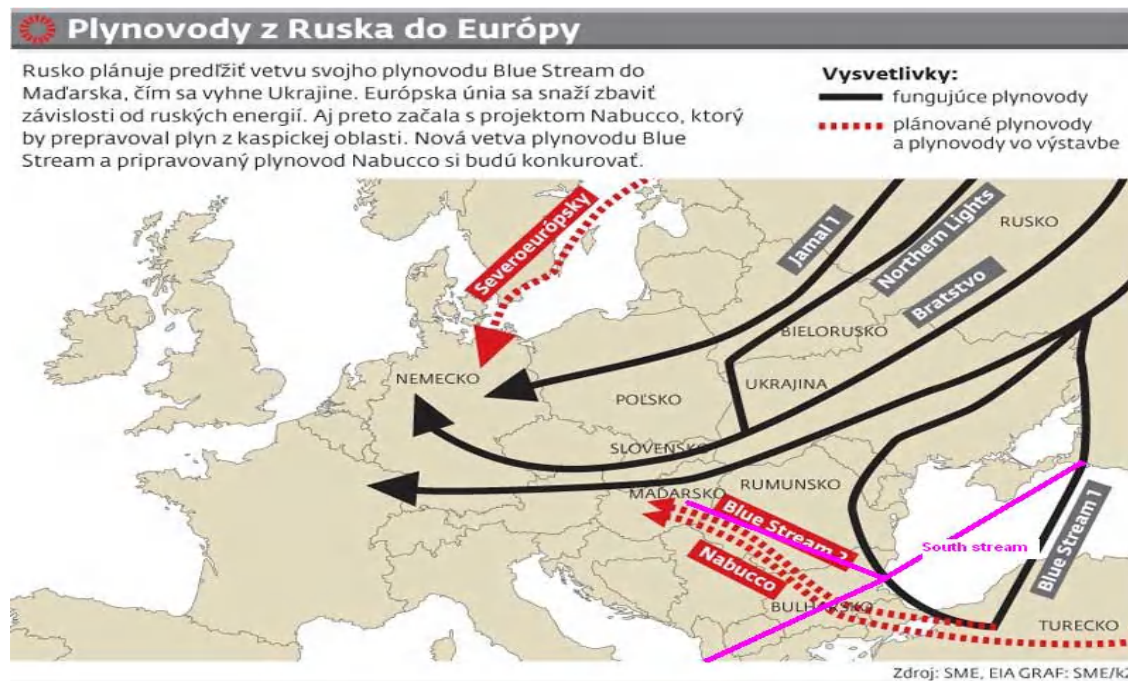 Plynovody z Ruska do Európy
Rusko plánuje predĺžiť vetvu svojho plynovodu Blue Stream do
Maďarska, čím sa vyhne Ukrajine. Európska únia sa snaží zbaviť
závislosti od ruských energií. Aj preto začala s projektom Nabucco, ktorý
by prepravoval plyn z kaspickej oblasti. Nová vetva plynovodu Blue
Stream a pripravovaný plynovod Nabucco si budú konkurovať.
Vysvetlivky:
fungujúce plynovody
plánované plynovody
a plynovody vo výstavbe
Severoeurópsky
Jamal 1
Northern Lights
RUSKO
Bratstvo
BIELORUSKO
NEMECKO
UKRAJINA
POĽSKO
SLOVENSKO
MAĎARSKO
RUMUNSKO
Blue Stream 2
South stream
Blue Stream 1
Nabucco
BULHARSKO
TURECKO
Zdroj: SME, EIA GRAF: SME/k2